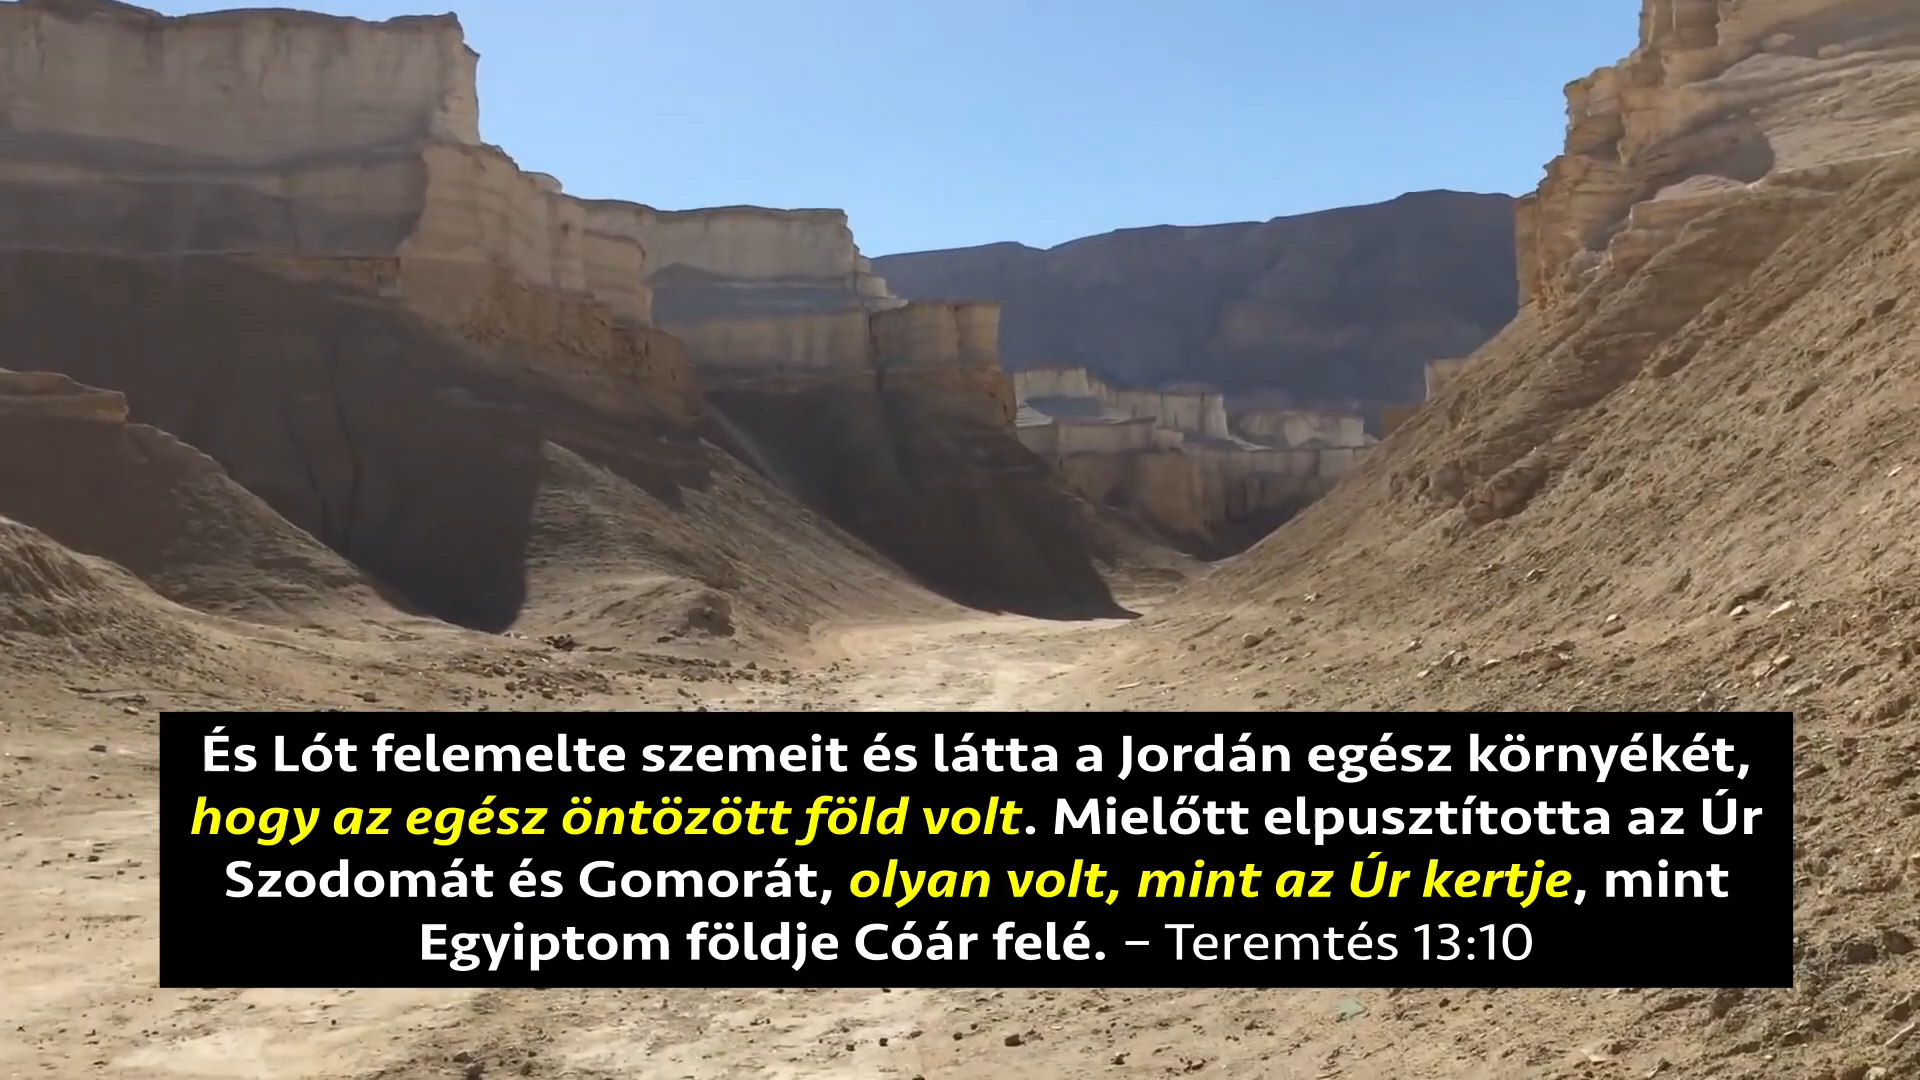 És Lót felemelte szemeit és látta a Jordán egész környékét,
hogy az egész öntözött föld volt. Mielőtt elpusztította az Úr
Szodomát és Gomorát, olyan volt, mint az Úr kertje, mint
Egyiptom földje Cóár felé. – Teremtés 13:10